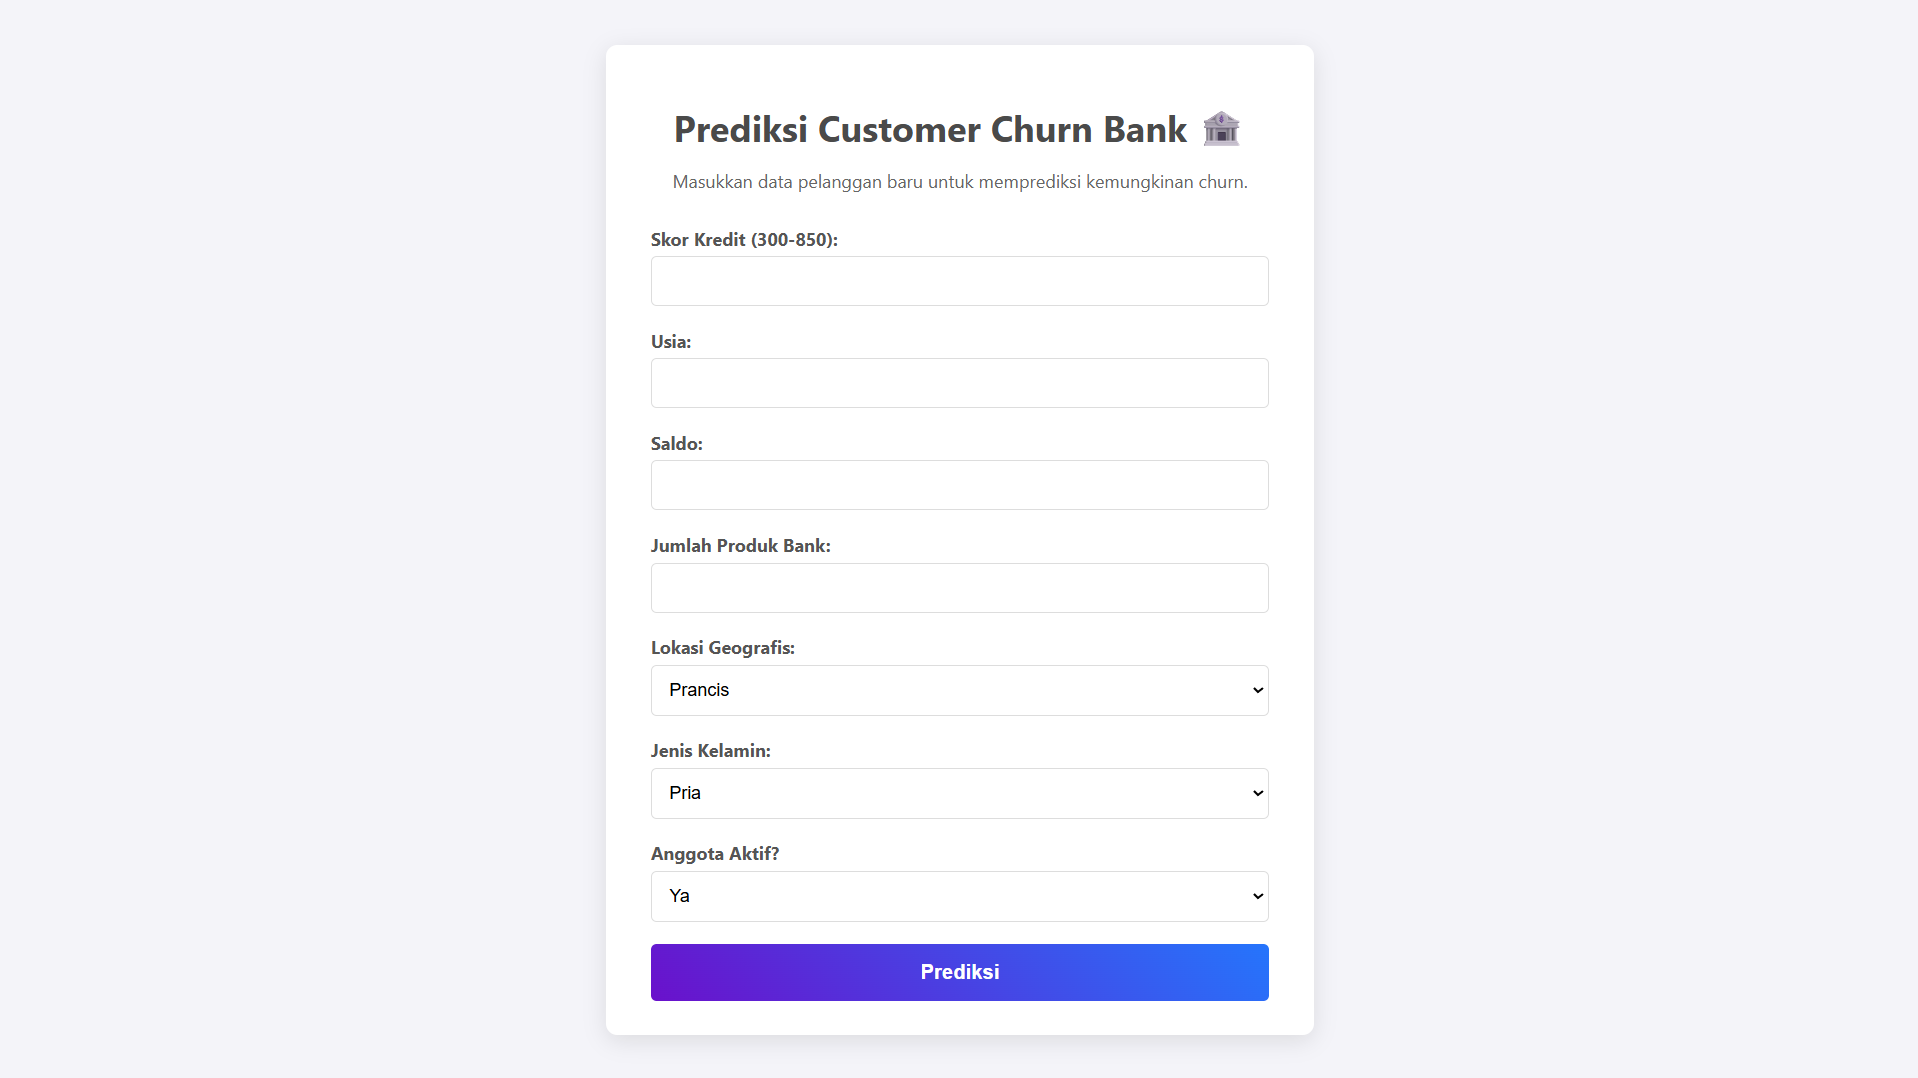 Prediksi Customer Churn Bank 🏦
Masukkan data pelanggan baru untuk memprediksi kemungkinan churn.
Skor Kredit (300-850):
Usia:
Saldo:
Jumlah Produk Bank:
Lokasi Geografis:
Prancis
Jenis Kelamin:
Pria
Anggota Aktif?
Ya
Prediksi